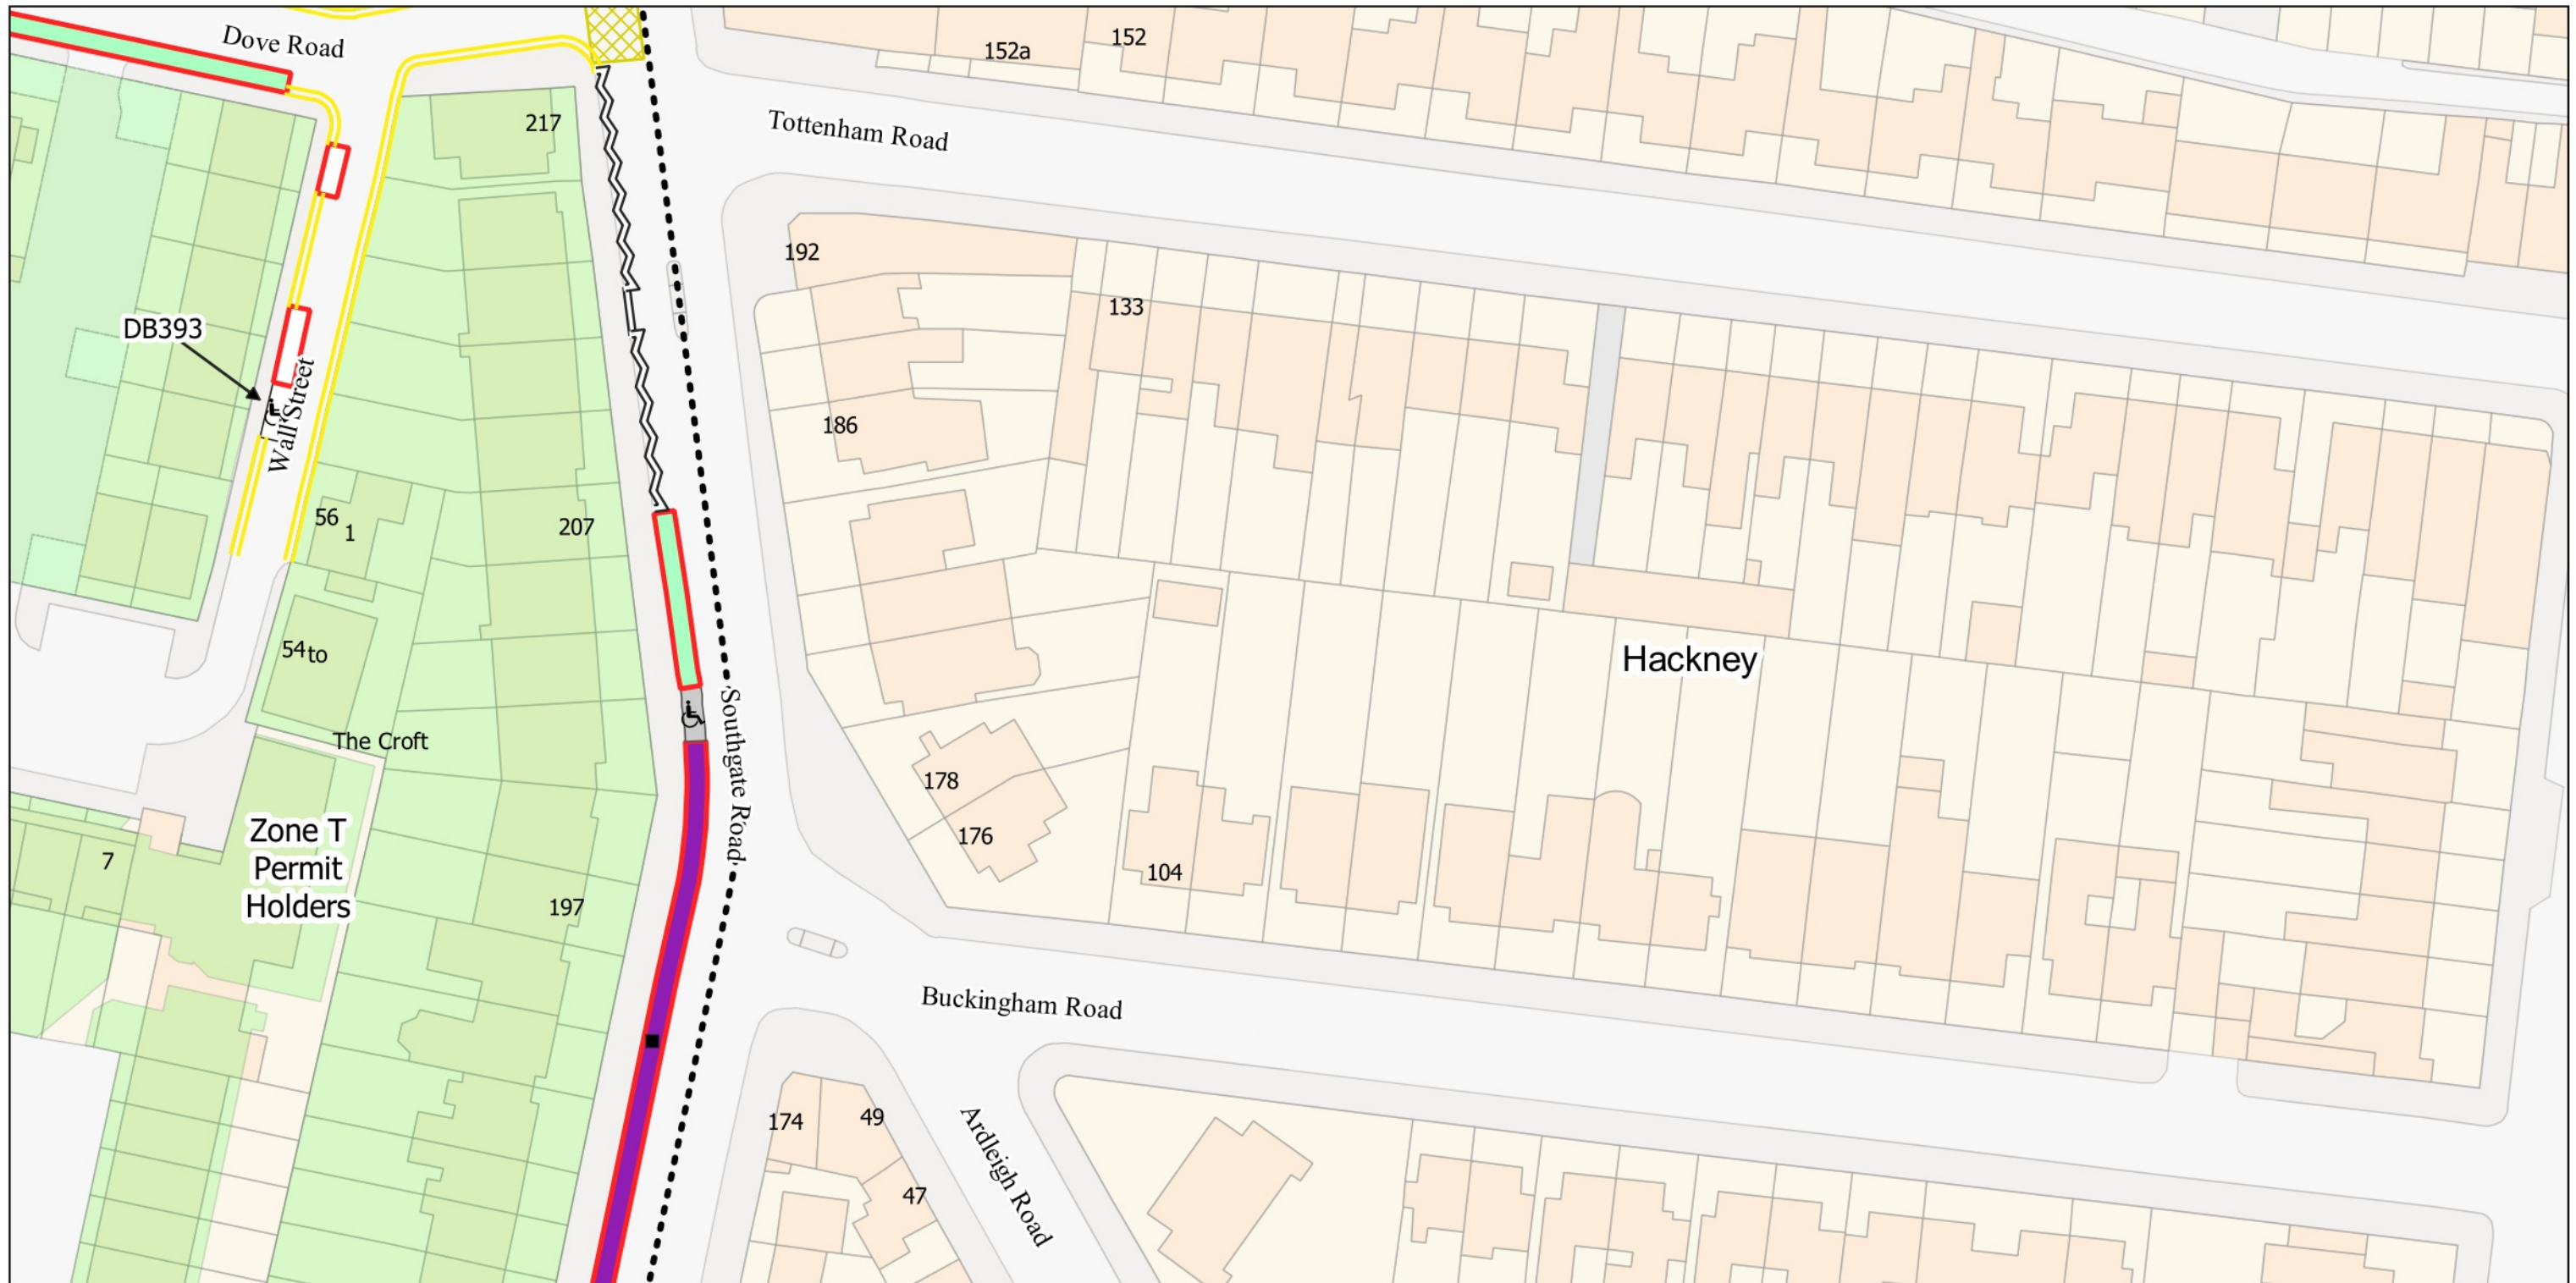 Dove Road
152a
152
217
Tottenham Road
192
133
DB393
Wall Street
186
56
1
207
54to
Hackney
Southgate Road
The Croft
178
Zone T
Permit
Holders
176
7
104
197
Buckingham Road
174
49
Ardleigh Road
47